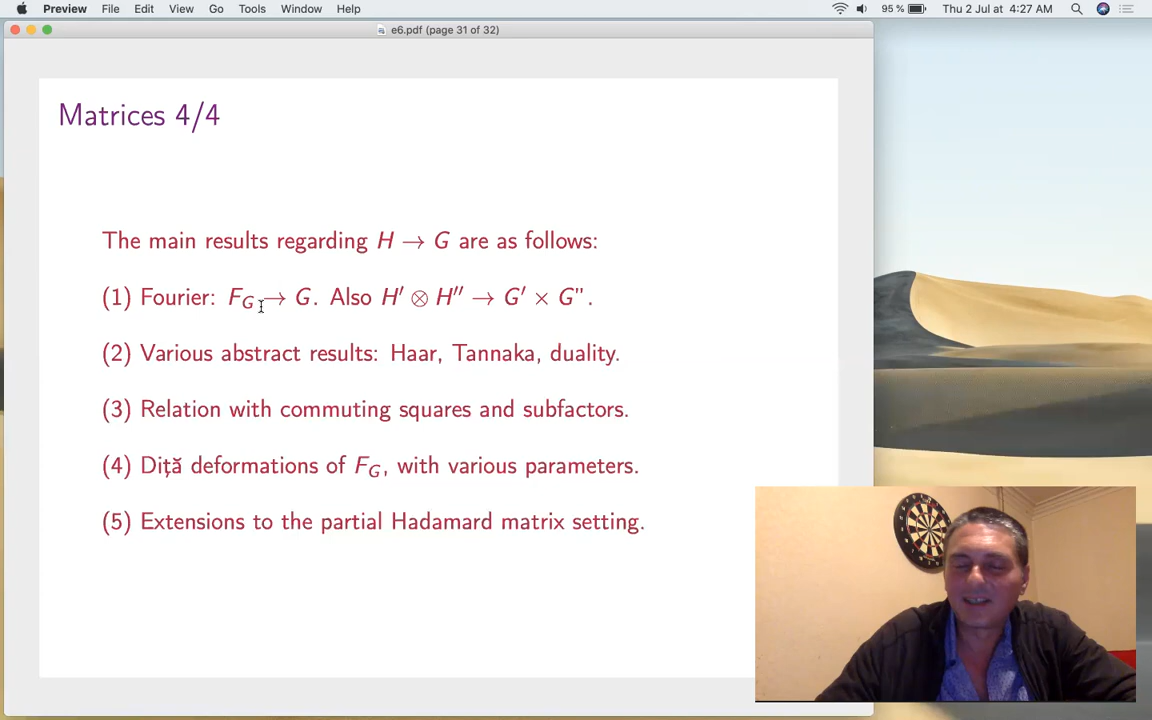 Preview File Edit View Go Tools Window Help 95 % Thu 2 Jul at 4:27 AM
e6.pdf (page 31 of 32)
Matrices 4/4
The main results regarding H → G are as follows:
(1) Fourier: F_G → G. Also H′ ⊗ H′′ → G′ × G”.
(2) Various abstract results: Haar, Tannaka, duality.
(3) Relation with commuting squares and subfactors.
(4) Diţă deformations of F_G, with various parameters.
(5) Extensions to the partial Hadamard matrix setting.